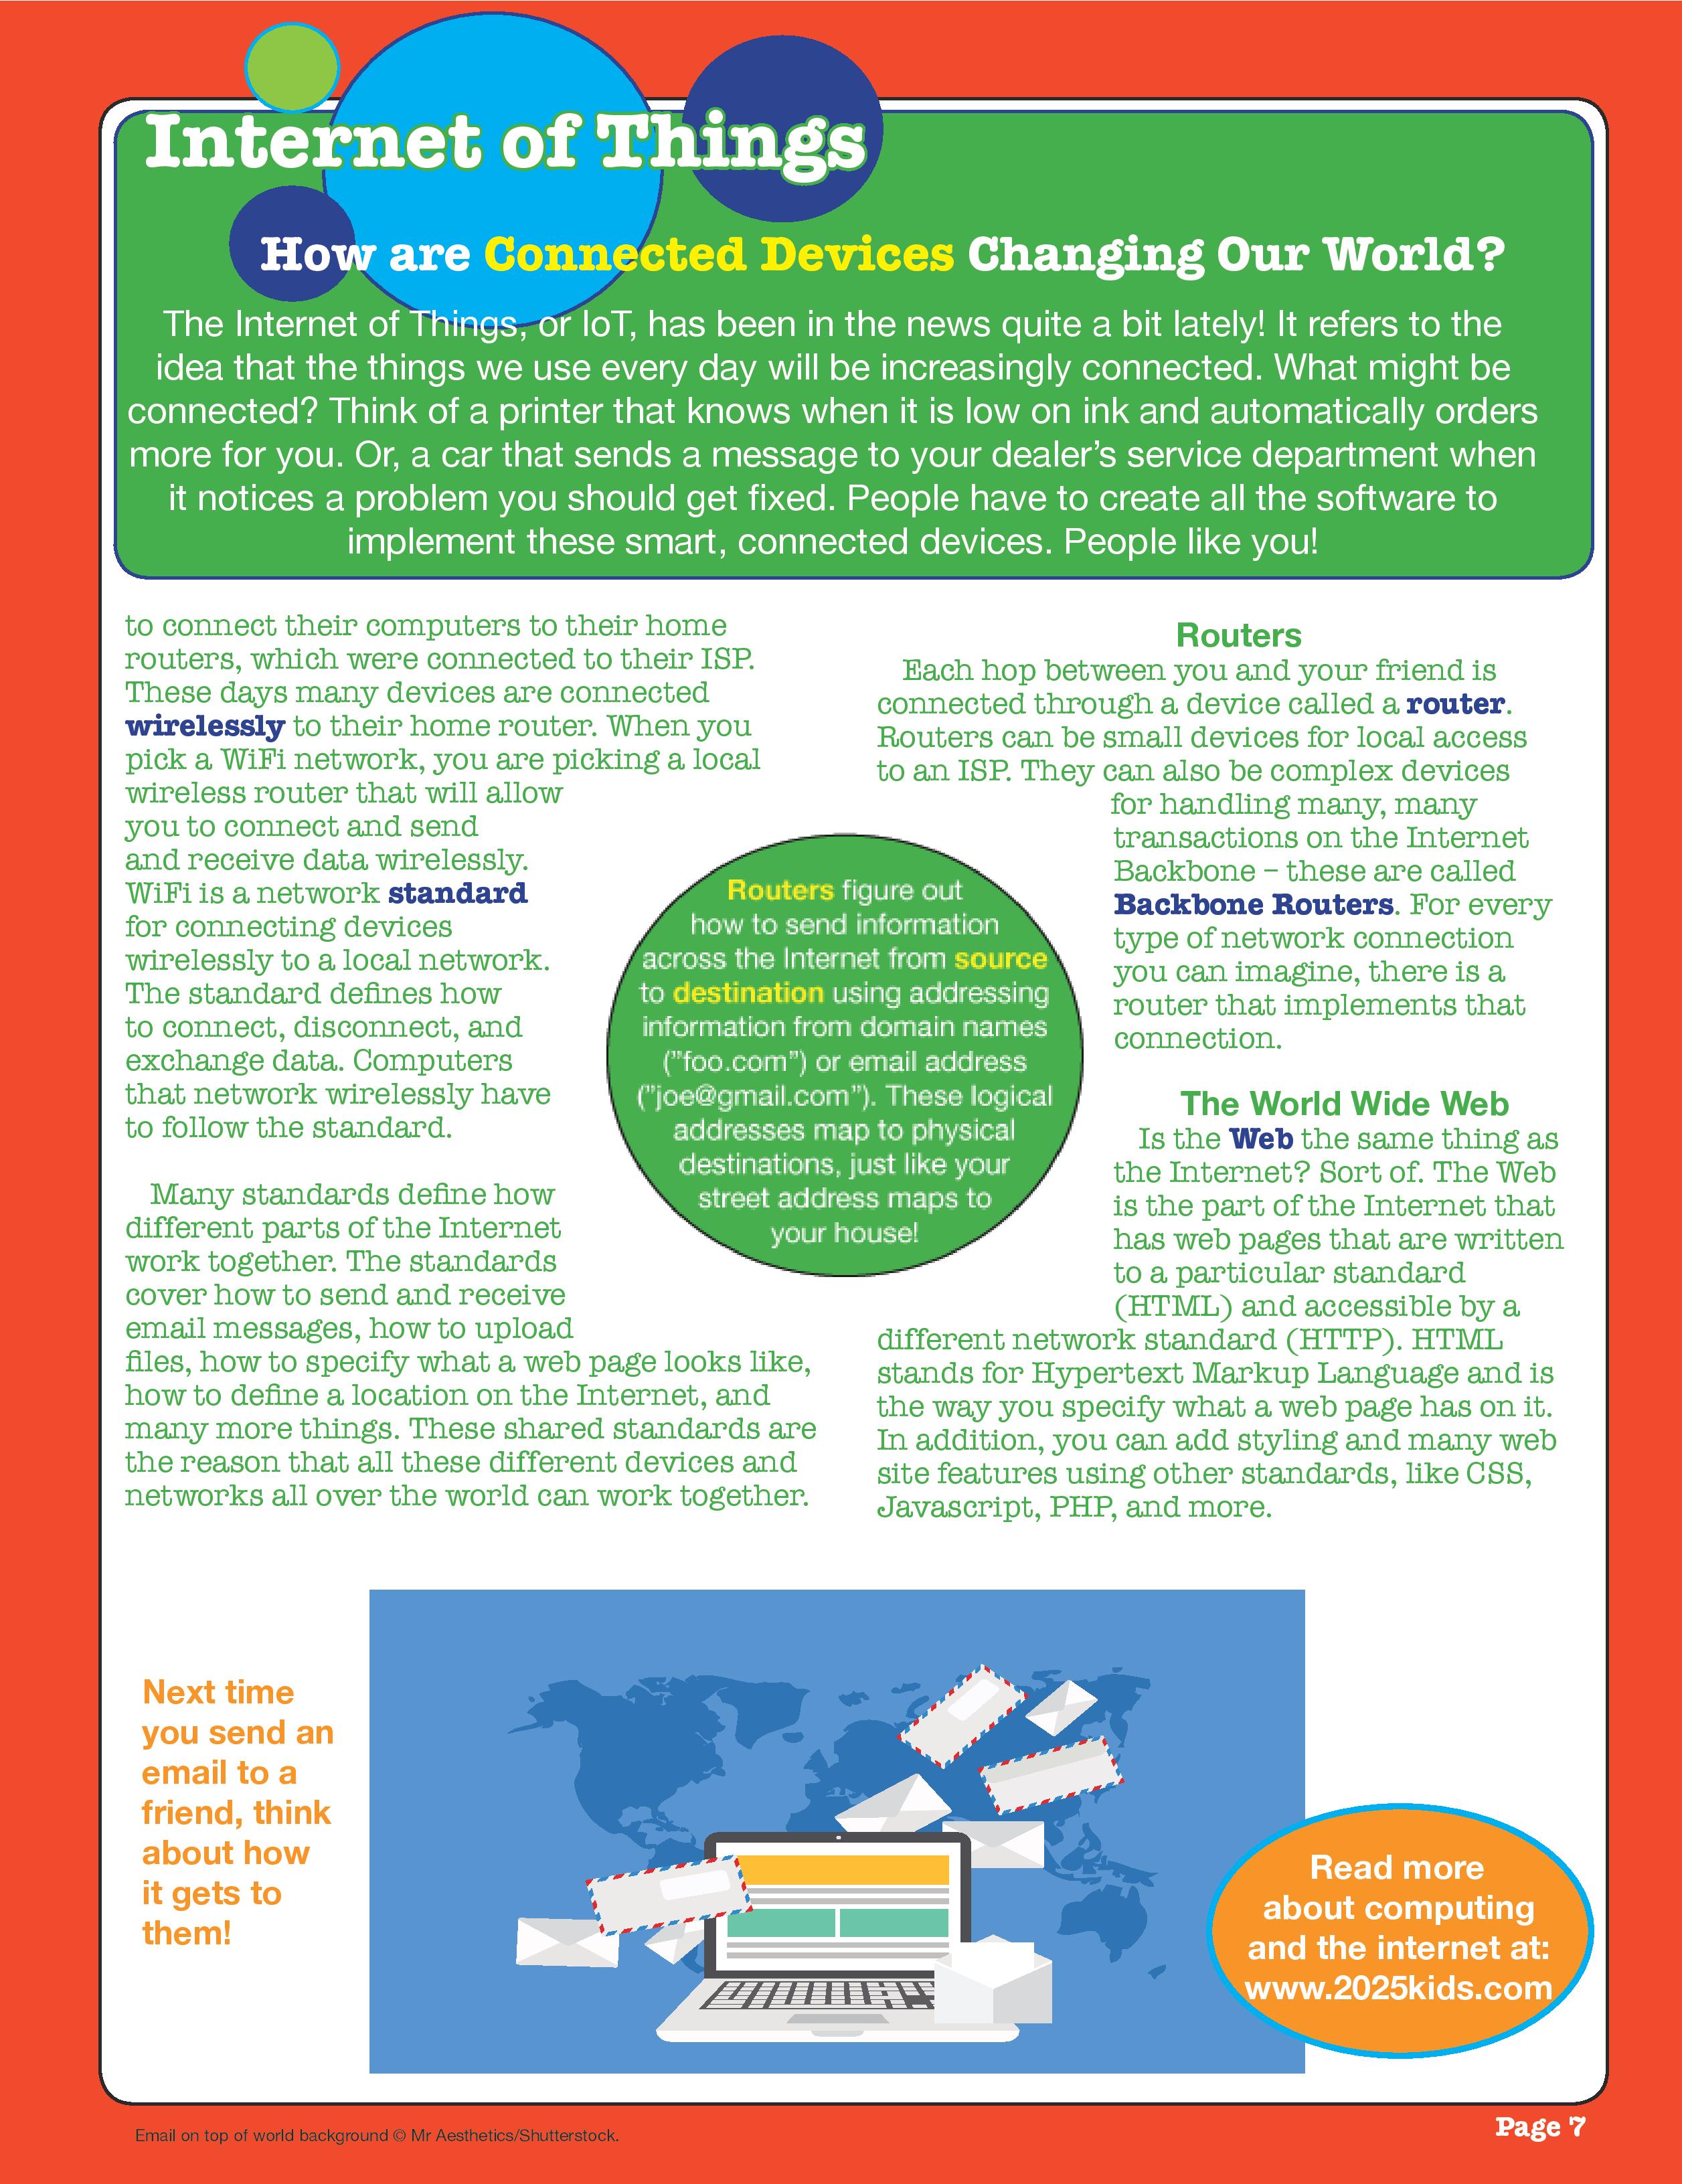 Internet of Things
How are Connected Devices Changing Our World?
The Internet of Things, or IoT, has been in the news quite a bit lately! It refers to the
idea that the things we use every day will be increasingly connected. What might be
connected? Think of a printer that knows when it is low on ink and automatically orders
more for you. Or, a car that sends a message to your dealer’s service department when
it notices a problem you should get fixed. People have to create all the software to
implement these smart, connected devices. People like you!
to connect their computers to their home
routers, which were connected to their ISP.
These days many devices are connected
wirelessly to their home router. When you
pick a WiFi network, you are picking a local
wireless router that will allow
you to connect and send
and receive data wirelessly.
WiFi is a network standard
for connecting devices
wirelessly to a local network.
The standard defines how
to connect, disconnect, and
exchange data. Computers
that network wirelessly have
to follow the standard.
Many standards define how
different parts of the Internet
work together. The standards
cover how to send and receive
email messages, how to upload
files, how to specify what a web page looks like,
how to define a location on the Internet, and
many more things. These shared standards are
the reason that all these different devices and
networks all over the world can work together.
Routers figure out
how to send information
across the Internet from source
to destination using addressing
information from domain names
(”foo.com”) or email address
(”joe@gmail.com”). These logical
addresses map to physical
destinations, just like your
street address maps to
your house!
Routers
Each hop between you and your friend is
connected through a device called a router.
Routers can be small devices for local access
to an ISP. They can also be complex devices
for handling many, many
transactions on the Internet
Backbone – these are called
Backbone Routers. For every
type of network connection
you can imagine, there is a
router that implements that
connection.
The World Wide Web
Is the Web the same thing as
the Internet? Sort of. The Web
is the part of the Internet that
has web pages that are written
to a particular standard
(HTML) and accessible by a
different network standard (HTTP). HTML
stands for Hypertext Markup Language and is
the way you specify what a web page has on it.
In addition, you can add styling and many web
site features using other standards, like CSS,
Javascript, PHP, and more.
Next time
you send an
email to a
friend, think
about how
it gets to
them!
Read more
about computing
and the internet at:
www.2025kids.com
Email on top of world background © Mr Aesthetics/Shutterstock.
Page 7